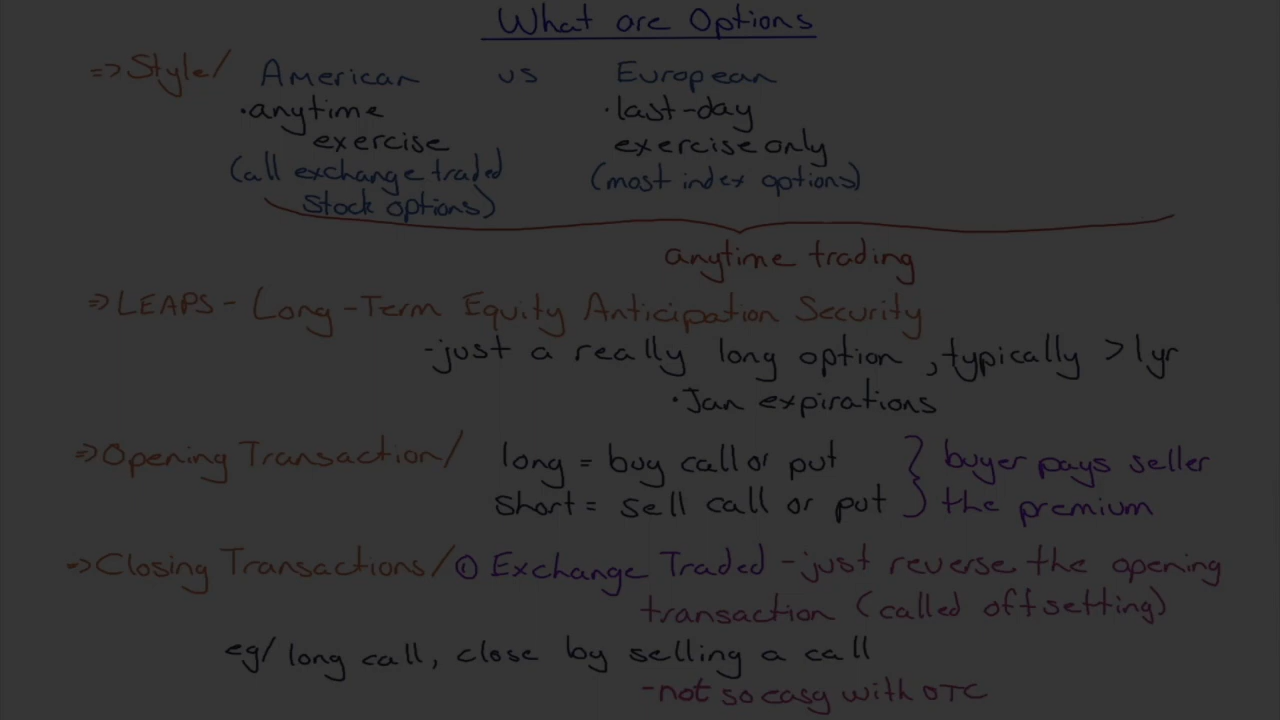 What are Options
=> Style/ American vs European
·anytime exercise ·last-day exercise only
(all exchange traded stock options) (most index options)
anytime trading
=> LEAPS - Long-Term Equity Anticipation Security
-just a really long option, typically >1yr
·Jan expirations
=> Opening Transaction/ long = buy call or put } buyer pays seller
short = sell call or put the premium
=> Closing Transactions/ ① Exchange Traded - just reverse the opening
transaction (called offsetting)
eg/ long call, close by selling a call
-not so easy with OTC